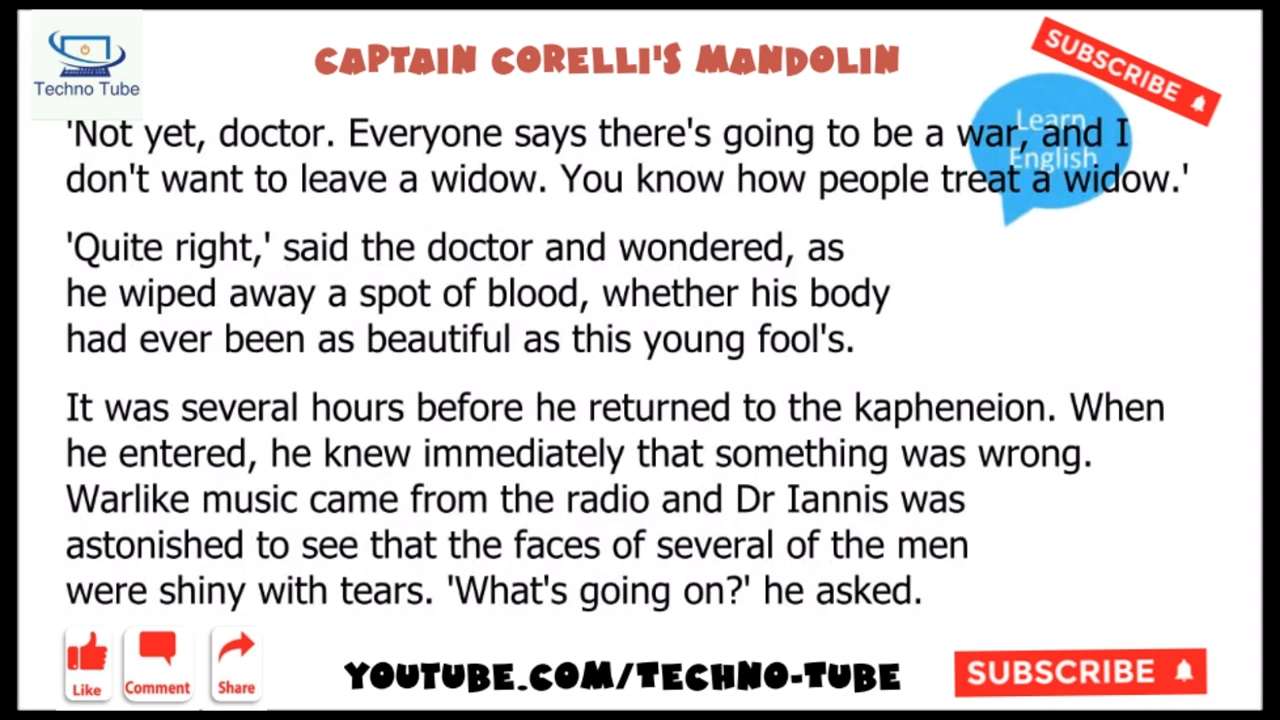 Techno Tube
CAPTAIN CORELLI'S MANDOLIN
SUBSCRIBE
Learn
English
'Not yet, doctor. Everyone says there's going to be a war, and I
don't want to leave a widow. You know how people treat a widow.'
'Quite right,' said the doctor and wondered, as
he wiped away a spot of blood, whether his body
had ever been as beautiful as this young fool's.
It was several hours before he returned to the kapheneion. When
he entered, he knew immediately that something was wrong.
Warlike music came from the radio and Dr Iannis was
astonished to see that the faces of several of the men
were shiny with tears. 'What's going on?' he asked.
Like
Comment
Share
YOUTUBE.COM/TECHNO-TUBE
SUBSCRIBE